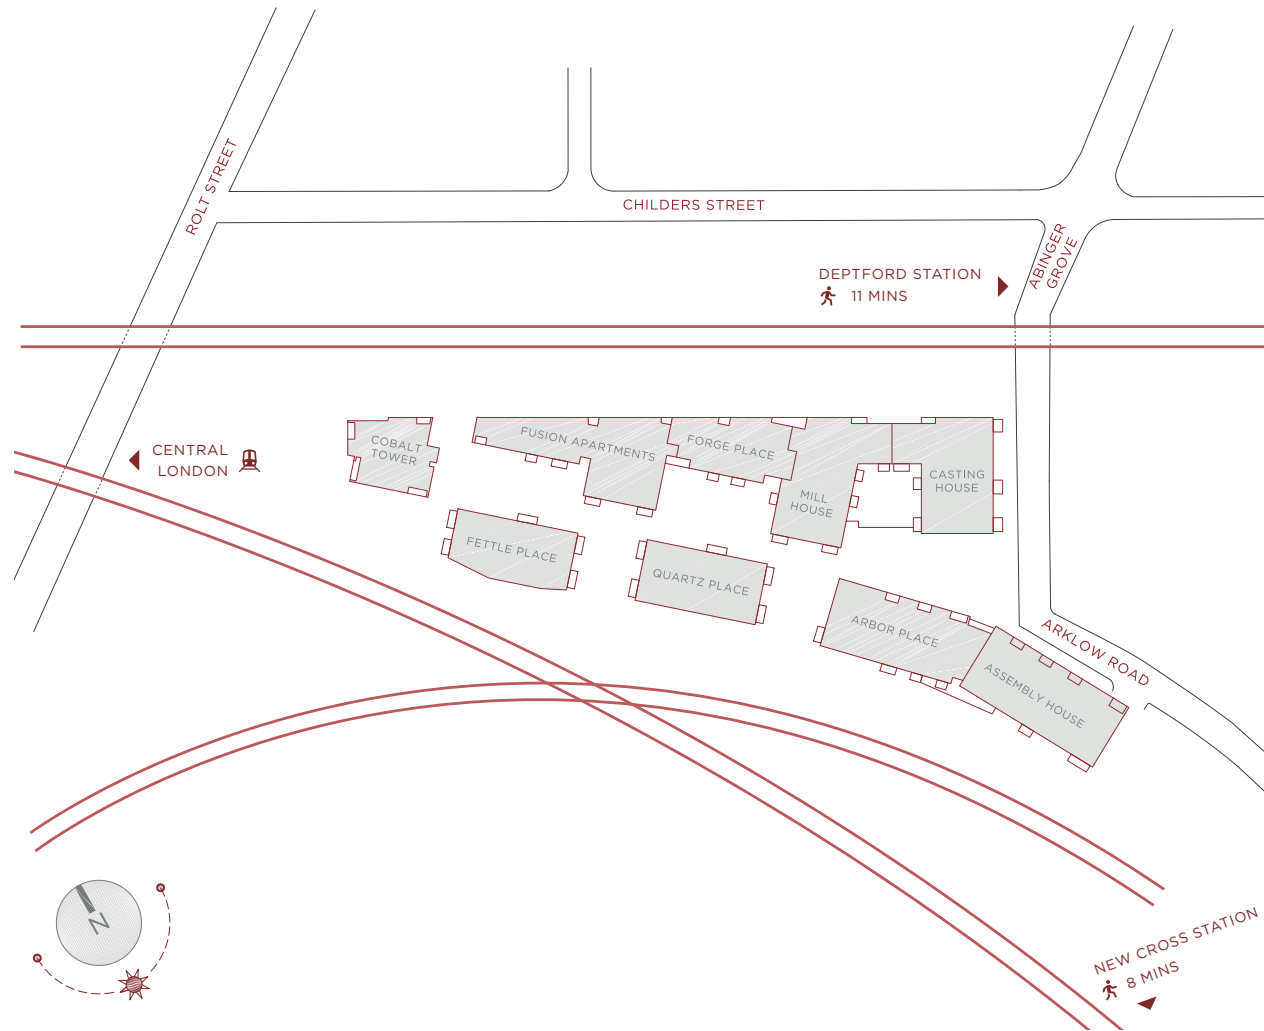 ROLT STREET
CHILDERS STREET
ABINGER
GROVE
DEPTFORD STATION
11 MINS
CENTRAL
LONDON
COBALT
TOWER
FUSION APARTMENTS
FORGE PLACE
MILL
HOUSE
CASTING
HOUSE
FETTLE PLACE
QUARTZ PLACE
ARBOR PLACE
ASSEMBLY HOUSE
ARKLOW ROAD
N
NEW CROSS STATION
8 MINS